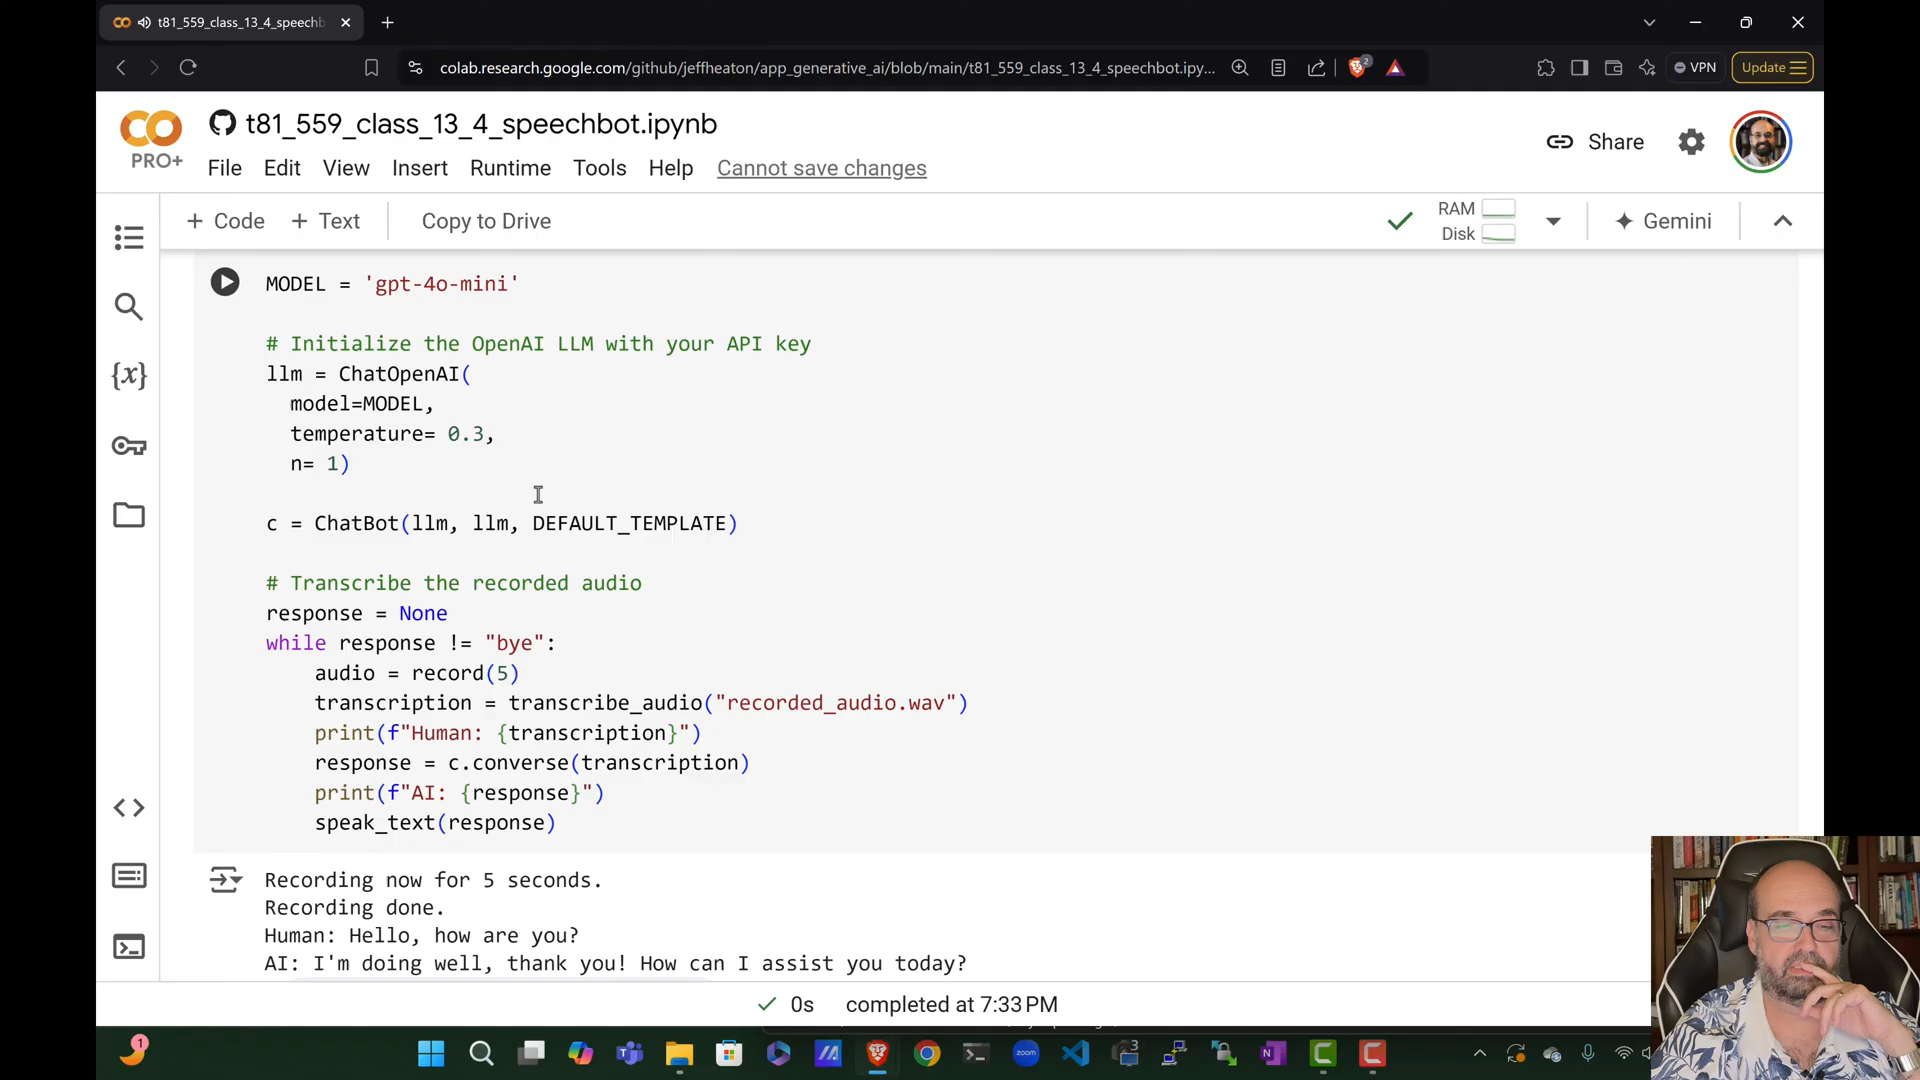 t81_559_class_13_4_speechb
colab.research.google.com/github/jeffheaton/app_generative_ai/blob/main/t81_559_class_13_4_speechbot.ipy...
2
VPN
Update
PRO+
t81_559_class_13_4_speechbot.ipynb
File Edit View Insert Runtime Tools Help Cannot save changes
Share
+ Code + Text Copy to Drive
RAM
Disk
Gemini
MODEL = 'gpt-4o-mini'
# Initialize the OpenAI LLM with your API key
llm = ChatOpenAI(
model=MODEL,
temperature= 0.3,
n= 1)
c = ChatBot(llm, llm, DEFAULT_TEMPLATE)
# Transcribe the recorded audio
response = None
while response != "bye":
audio = record(5)
transcription = transcribe_audio("recorded_audio.wav")
print(f"Human: {transcription}")
response = c.converse(transcription)
print(f"AI: {response}")
speak_text(response)
Recording now for 5 seconds.
Recording done.
Human: Hello, how are you?
AI: I'm doing well, thank you! How can I assist you today?
0s completed at 7:33 PM
1
zoom